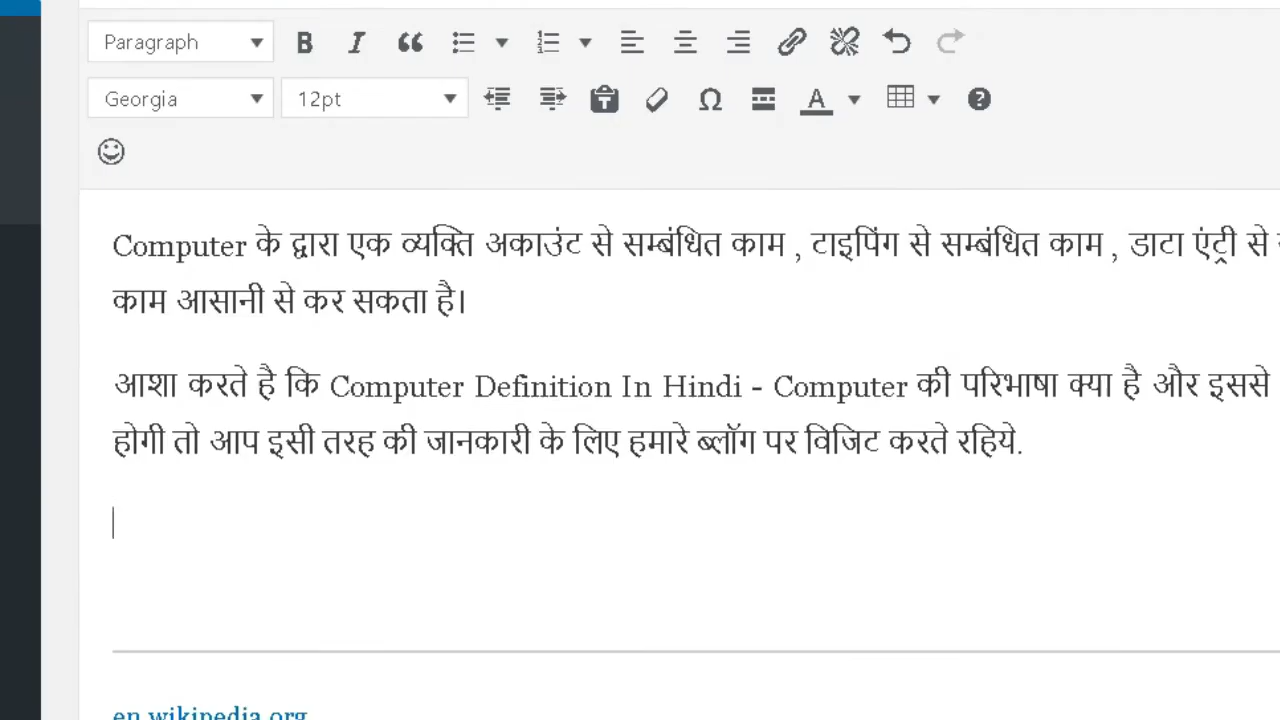 Paragraph
Georgia 12pt
Computer के द्वारा एक व्यक्ति अकाउंट से सम्बंधित काम , टाइपिंग से सम्बंधित काम , डाटा एंट्री से
काम आसानी से कर सकता है।
आशा करते है कि Computer Definition In Hindi - Computer की परिभाषा क्या है और इससे
होगी तो आप इसी तरह की जानकारी के लिए हमारे ब्लॉग पर विजिट करते रहिये.
en.wikipedia.org